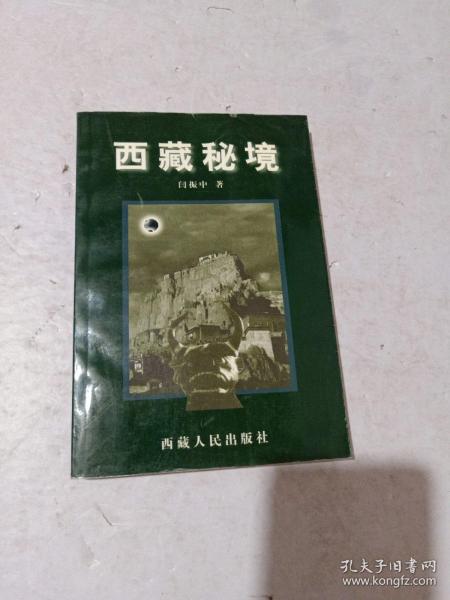 西藏秘境
闫振中 著
西藏人民出版社
孔夫子旧书网
www.kongfz.com